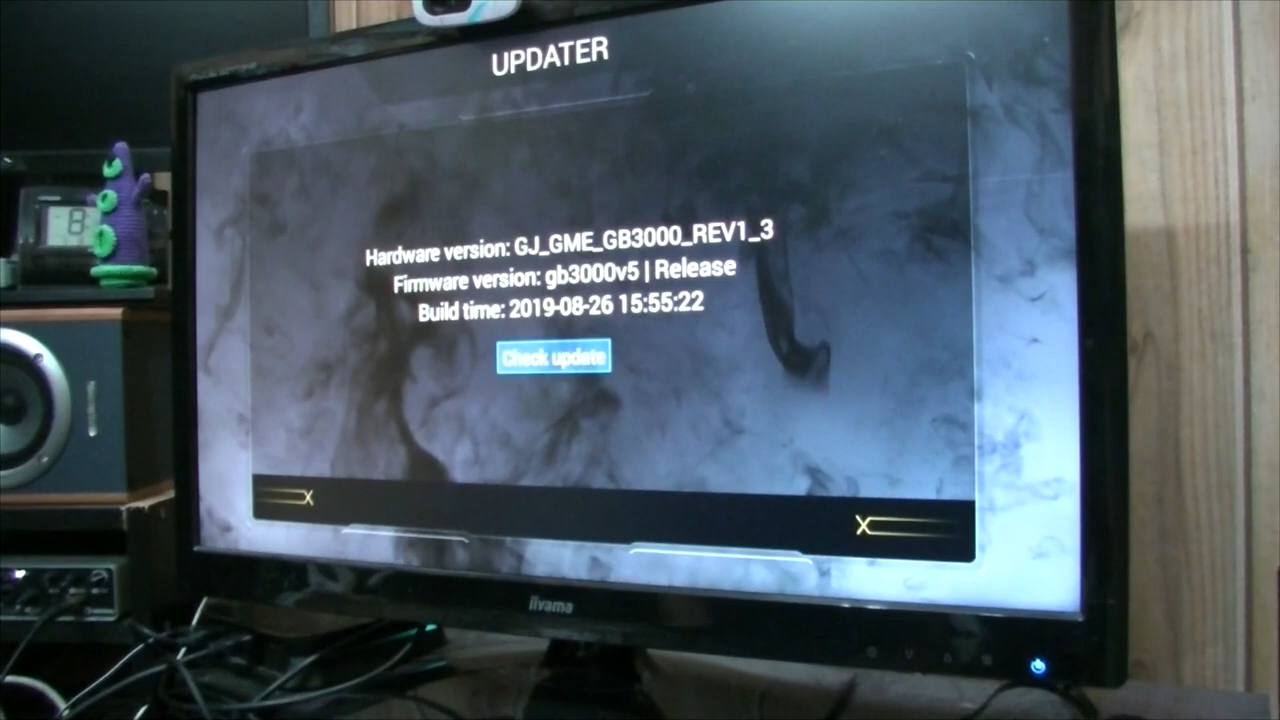 UPDATER
Hardware version: GJ_GME_GB3000_REV1_3
Firmware version: gb3000v5 | Release
Build time: 2019-08-26 15:55:22
Check update
iiyama
8